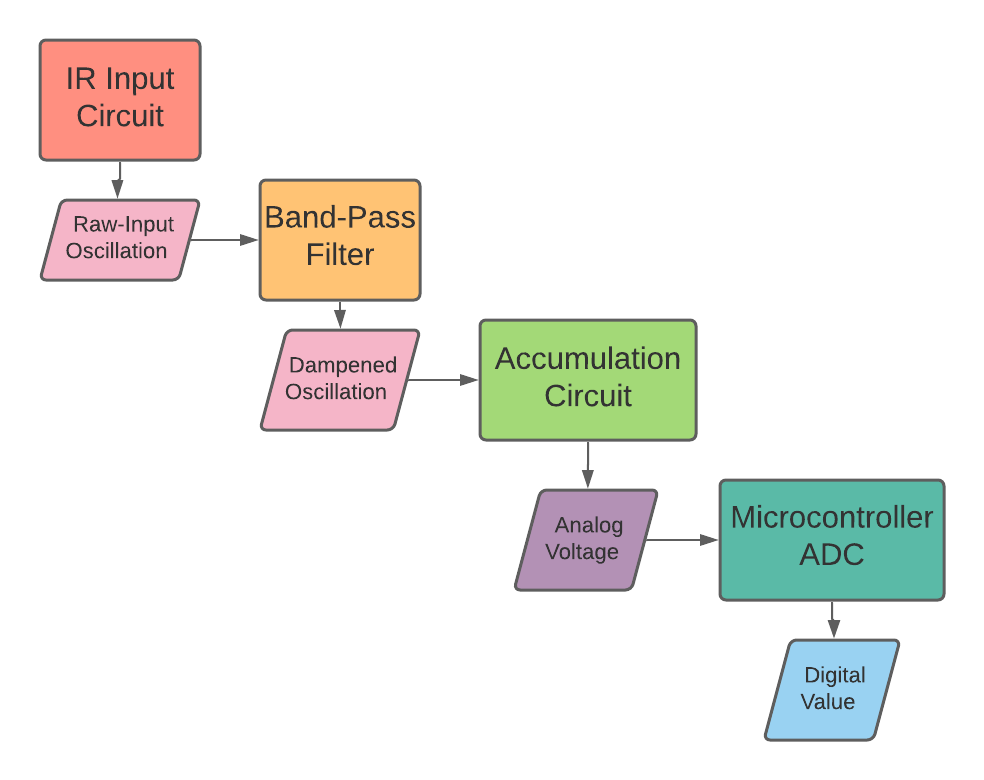 IR Input
Circuit
Raw-Input
Oscillation
Band-Pass
Filter
Dampened
Oscillation
Accumulation
Circuit
Analog
Voltage
Microcontroller
ADC
Digital
Value